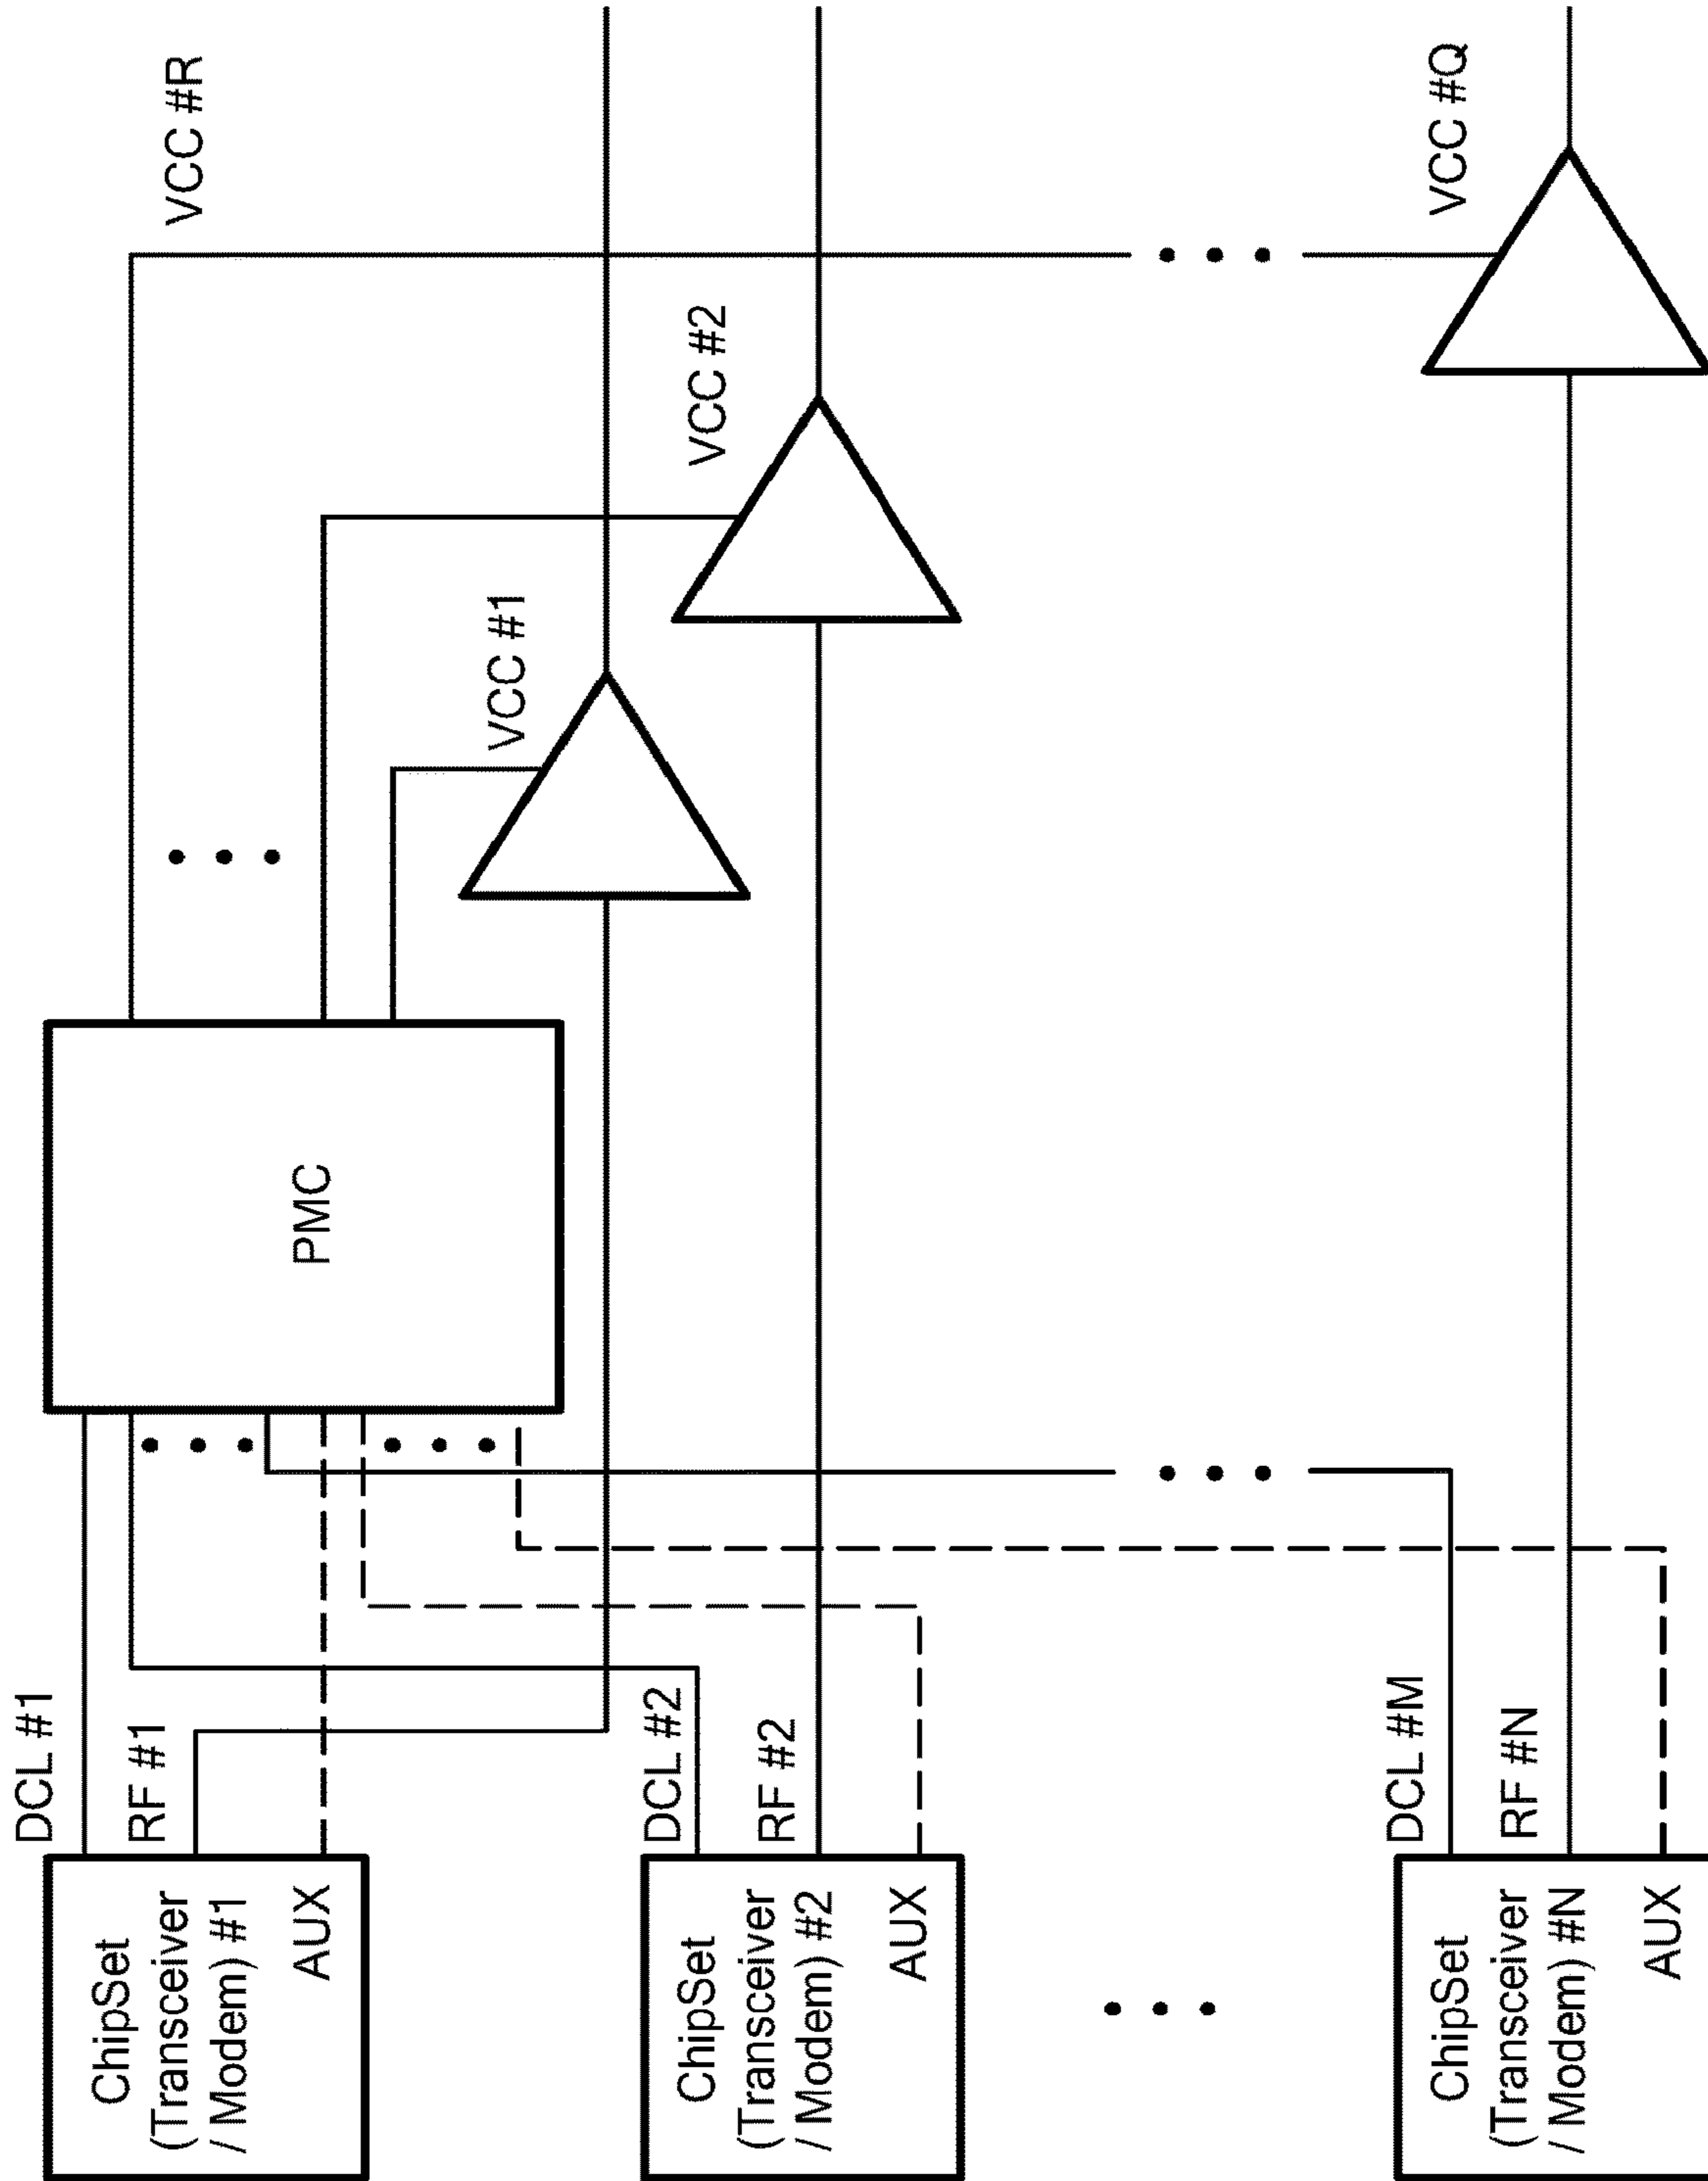 ChipSet
(Transceiver
/ Modem) #1
AUX
DCL #1
RF #1
PMC
VCC #1
VCC #2
VCC #R
ChipSet
(Transceiver
/ Modem) #2
AUX
DCL #2
RF #2
ChipSet
(Transceiver
/ Modem) #N
AUX
DCL #M
RF #N
VCC #Q